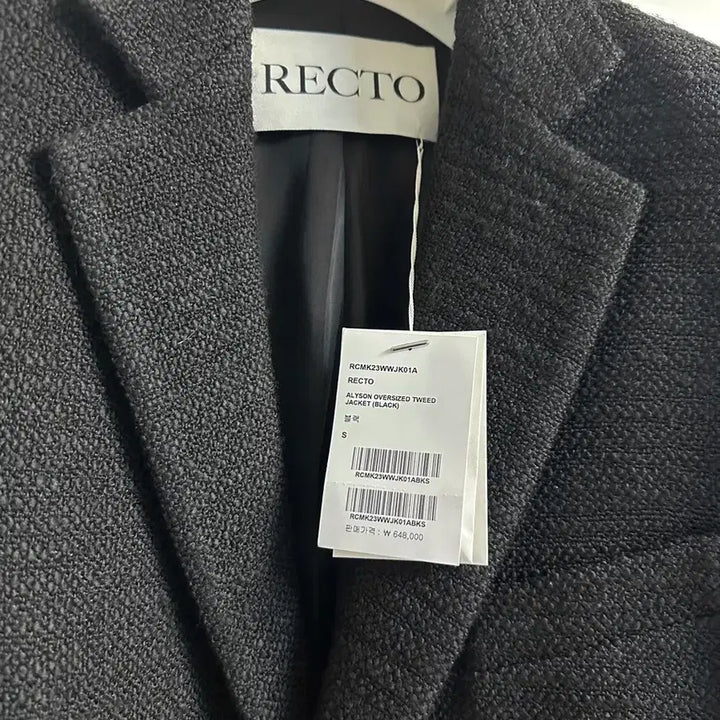 RECTO
RCMK23WWJK01A
RECTO
ALYSON OVERSIZED TWEED
JACKET (BLACK)
블랙
S
RCMK23WWJK01ABKS
RCMK23WWJK01ABKS
판매가격 : ₩ 648,000